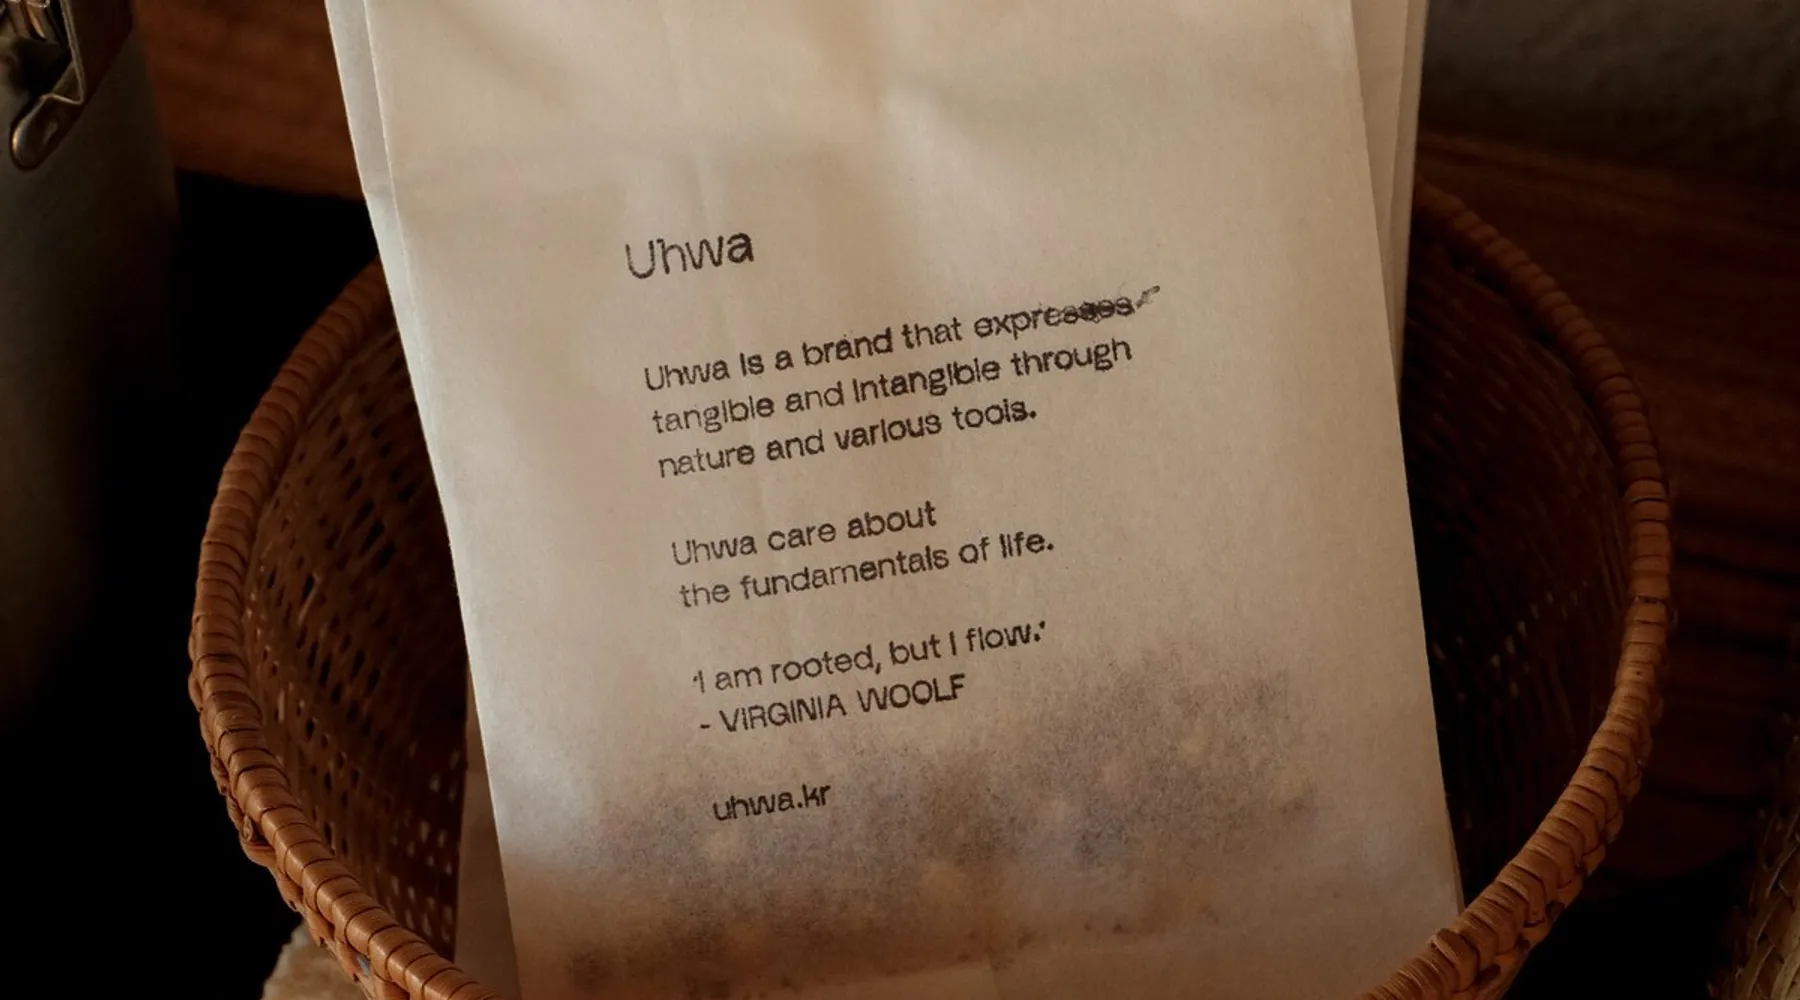 Uhwa
Uhwa is a brand that expresses
tangible and intangible through
nature and various tools.
Uhwa care about
the fundamentals of life.
'I am rooted, but I flow.'
- VIRGINIA WOOLF
uhwa.kr